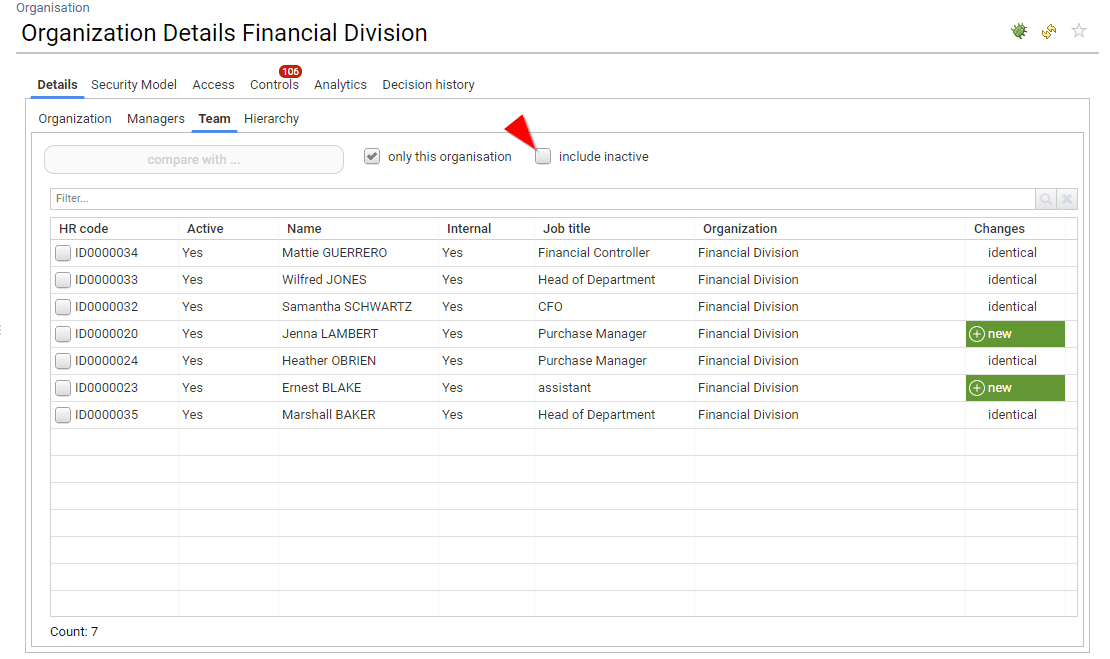 Organisation
Organization Details Financial Division
106
Details Security Model Access Controls Analytics Decision history
Organization Managers Team Hierarchy
compare with ... only this organisation include inactive
Filter...
HR code Active Name Internal Job title Organization Changes
ID0000034 Yes Mattie GUERRERO Yes Financial Controller Financial Division identical
ID0000033 Yes Wilfred JONES Yes Head of Department Financial Division identical
ID0000032 Yes Samantha SCHWARTZ Yes CFO Financial Division identical
ID0000020 Yes Jenna LAMBERT Yes Purchase Manager Financial Division new
ID0000024 Yes Heather OBRIEN Yes Purchase Manager Financial Division identical
ID0000023 Yes Ernest BLAKE Yes assistant Financial Division new
ID0000035 Yes Marshall BAKER Yes Head of Department Financial Division identical
Count: 7